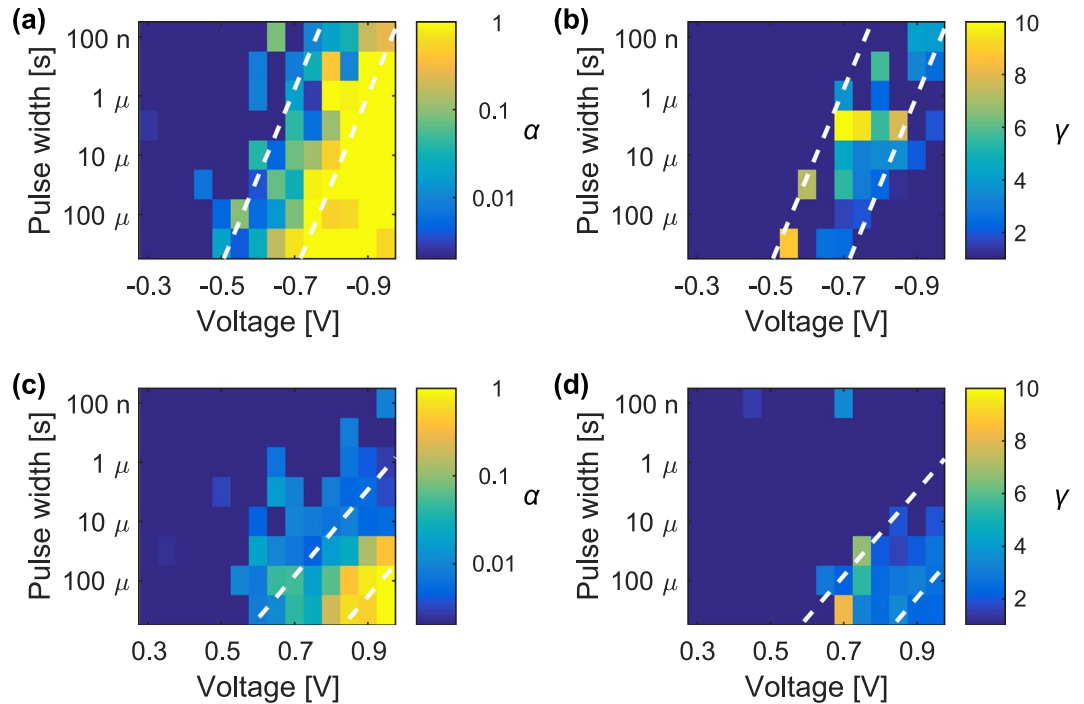 (a)
100 n
1 μ
10 μ
100 μ
Pulse width [s]
-0.3 -0.5 -0.7 -0.9
Voltage [V]
1
0.1
0.01
α
(b)
100 n
1 μ
10 μ
100 μ
Pulse width [s]
-0.3 -0.5 -0.7 -0.9
Voltage [V]
10
8
6
4
2
γ
(c)
100 n
1 μ
10 μ
100 μ
Pulse width [s]
0.3 0.5 0.7 0.9
Voltage [V]
1
0.1
0.01
α
(d)
100 n
1 μ
10 μ
100 μ
Pulse width [s]
0.3 0.5 0.7 0.9
Voltage [V]
10
8
6
4
2
γ